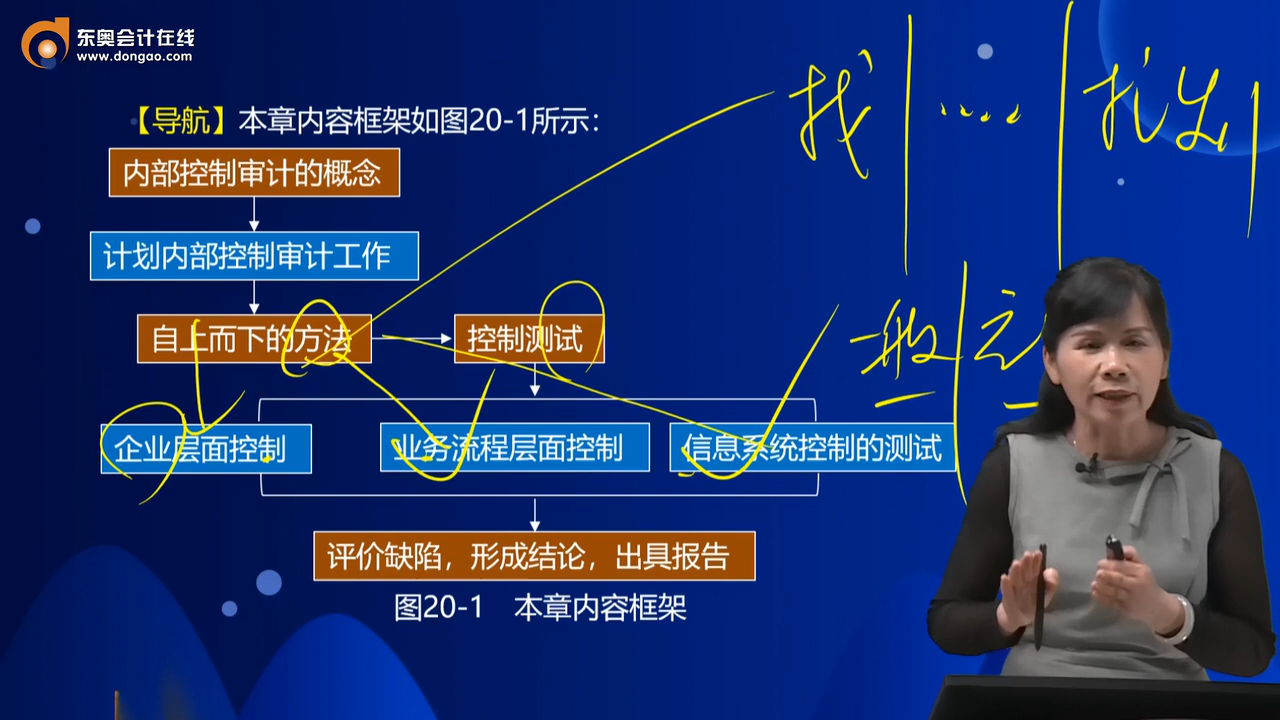 东奥会计在线
www.dongao.com
【导航】本章内容框架如图20-1所示：
内部控制审计的概念
计划内部控制审计工作
自上而下的方法
控制测试
企业层面控制
业务流程层面控制
信息系统控制的测试
评价缺陷，形成结论，出具报告
图20-1 本章内容框架
找
一般